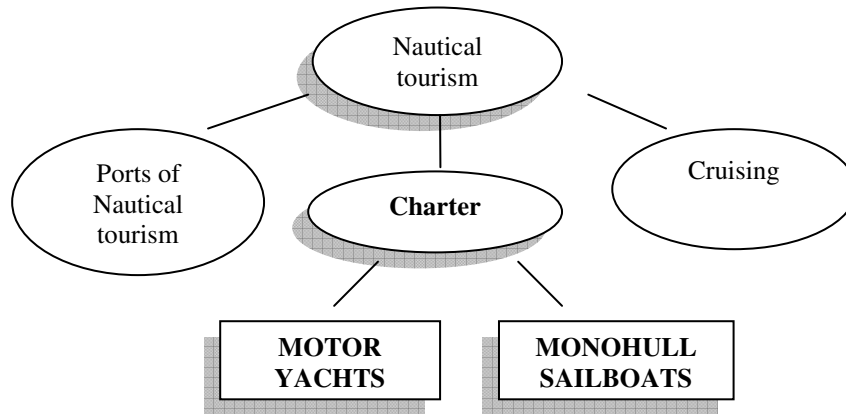 Nautical
tourism
Ports of
Nautical
tourism
Charter
Cruising
MOTOR
YACHTS
MONOHULL
SAILBOATS